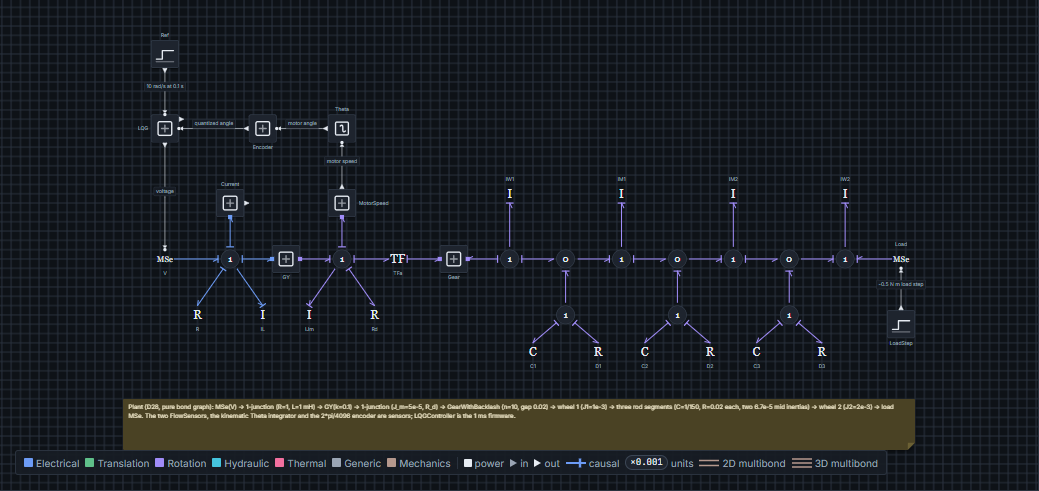 Ref
10 rad/s at 0.1 s
Theta
LQG
quantized angle
motor angle
Encoder
motor speed
voltage
Current
MotorSpeed
IW1
IM1
IM2
IW2
I
I
I
I
Load
MSe
1
1
TF
1
0
1
0
1
0
1
MSe
V
GY
TFa
Gear
-0.5 N m load step
R
I
I
R
1
1
1
R
IL
Rd
LoadStep
C
R
C
R
C
R
C1
D1
C2
D2
C3
D3
Plant (D28, pure bond graph): MSe(V) → 1-junction (R=1, L=1 mH) → GY(k=0.1) → 1-junction (J_m=5e-5, R_d) → GearWithBacklash (n=10, gap 0.02) → wheel 1 (J1=1e-3) → three rod segments (C=1/150, R=0.02 each, two 6.7e-5 mid inertias) → wheel 2 (J2=2e-3) → load
MSe. The two FlowSensors, the kinematic Theta integrator and the 2*pi/4096 encoder are sensors; LQGController is the 1 ms firmware.
Electrical Translation Rotation Hydraulic Thermal Generic Mechanics power in out causal ×0.001 units 2D multibond 3D multibond